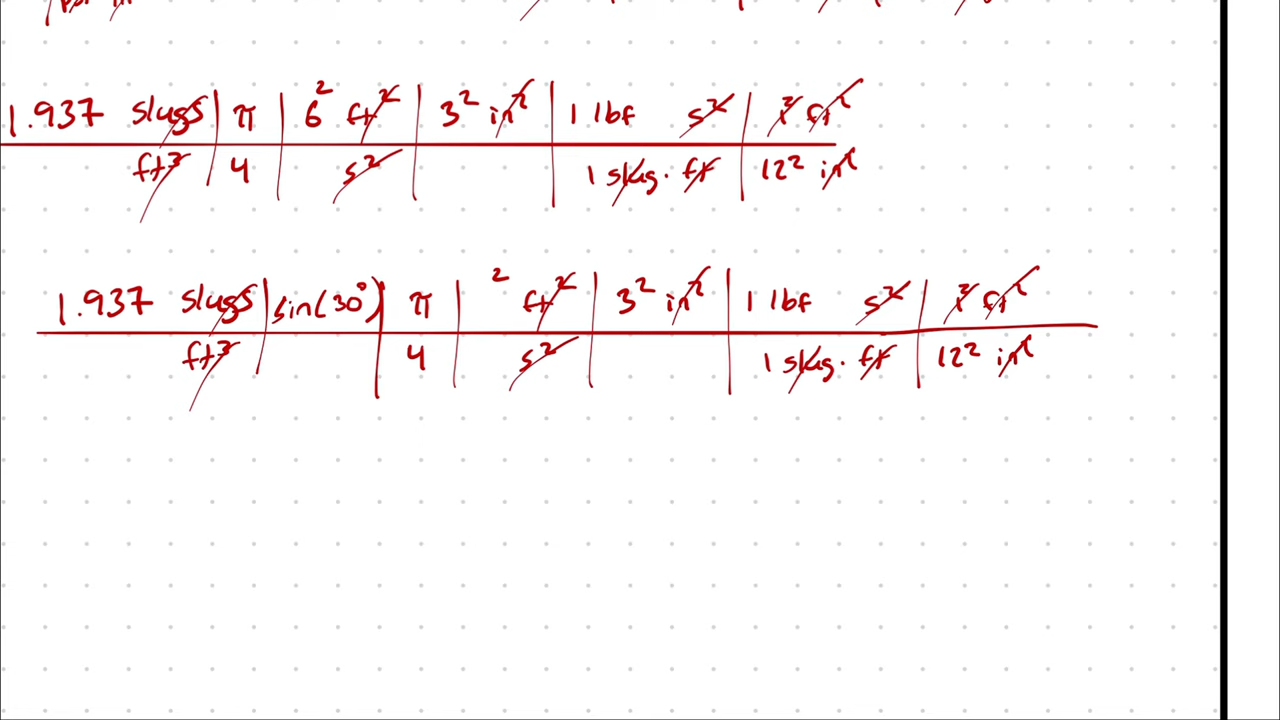 1.937 slugs | π | 6² ft² | 3² in² | 1 lbf s² | 1² ft²
ft³ | 4 | s² | | 1 slug · ft | 12² in²
1.937 slugs | sin(30°) | π | ² ft² | 3² in² | 1 lbf s² | 1² ft²
ft³ | | 4 | s² | | 1 slug · ft | 12² in²